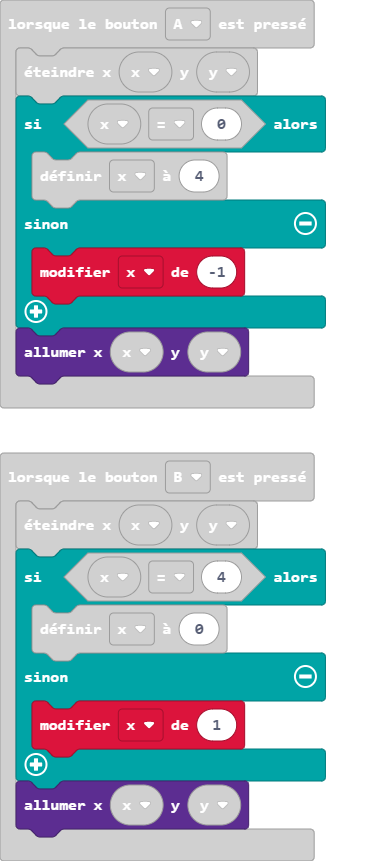 lorsque le bouton A est pressé
éteindre x x y y
si x = 0 alors
définir x à 4
sinon
modifier x de -1
allumer x x y y
lorsque le bouton B est pressé
éteindre x x y y
si x = 4 alors
définir x à 0
sinon
modifier x de 1
allumer x x y y